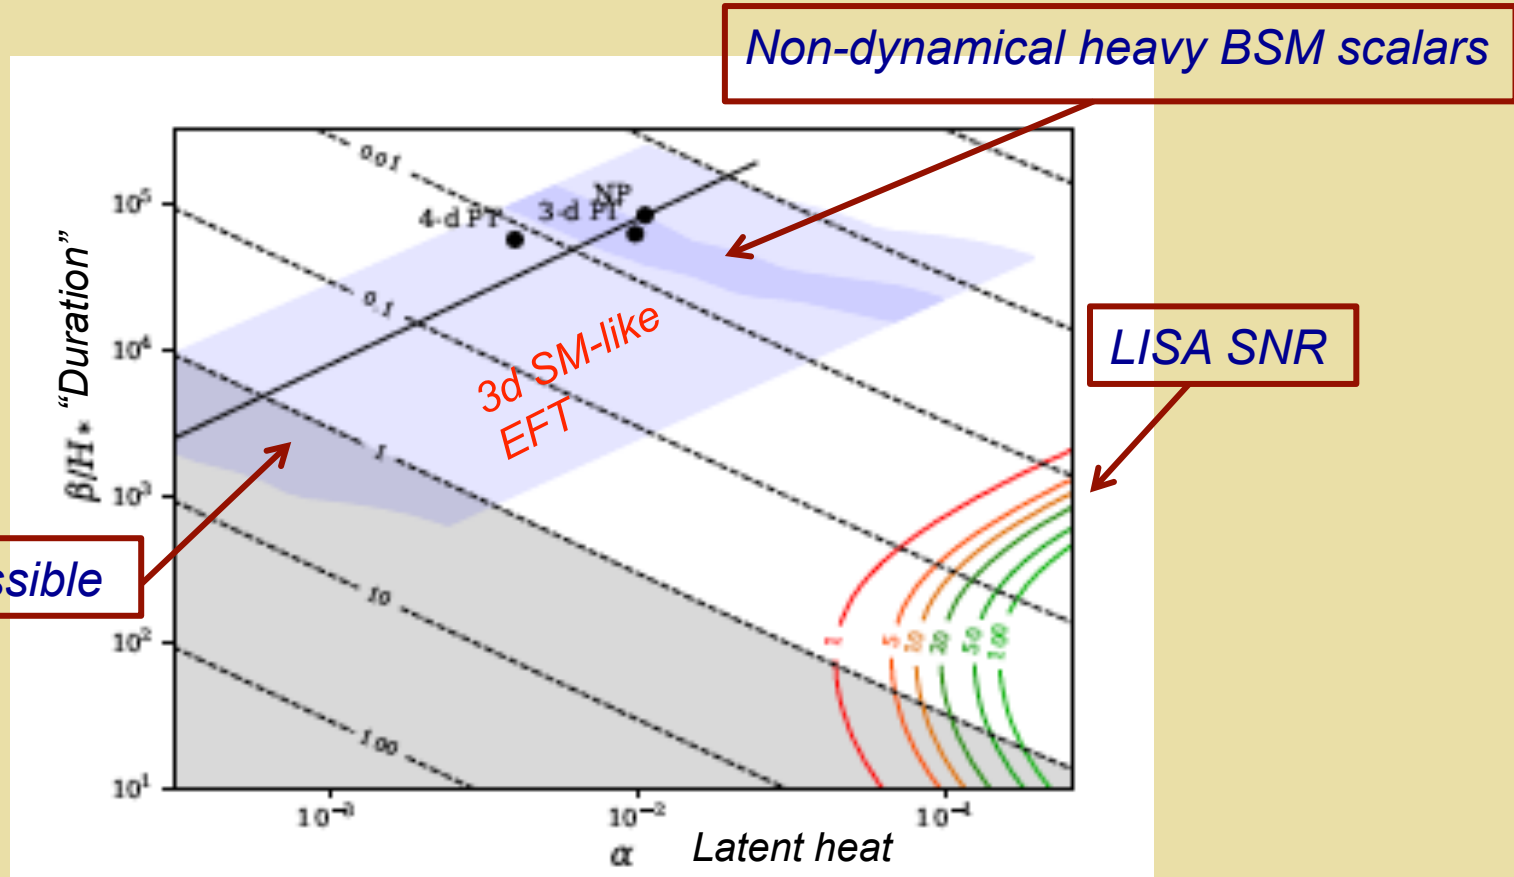 Non-dynamical heavy BSM scalars
0.01
10⁵
NP
3-d PT
4-d PT
β/H* “Duration”
0.1
10⁴
LISA SNR
3d SM-like
EFT
1
10³
ssible
10
10²
1
5
10
20
50
100
100
10¹
10⁻³
10⁻²
10⁻¹
α
Latent heat